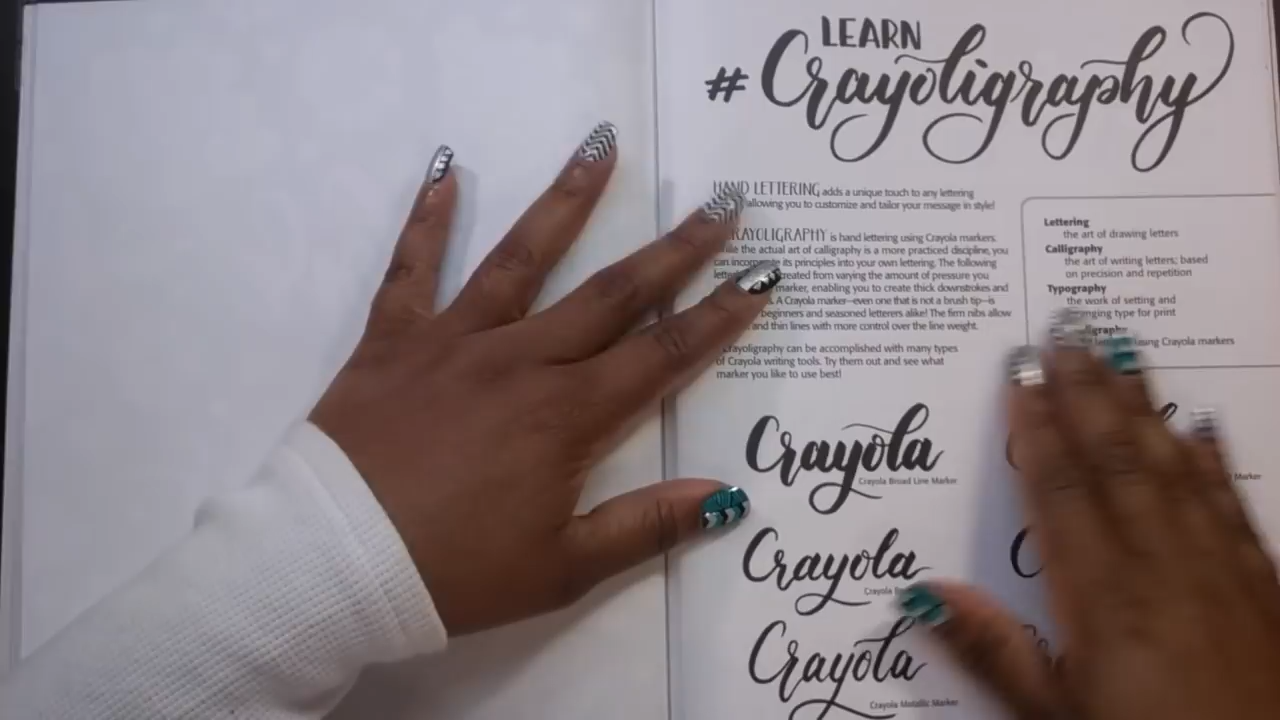 LEARN
#Crayoligraphy
HAND LETTERING adds a unique touch to any lettering
allowing you to customize and tailor your message in style!
CRAYOLIGRAPHY is hand lettering using Crayola markers.
the actual art of calligraphy is a more practiced discipline, you
can incorporate its principles into your own lettering. The following
created from varying the amount of pressure you
marker, enabling you to create thick downstrokes and
A Crayola marker—even one that is not a brush tip—is
beginners and seasoned letterers alike! The firm nibs allow
and thin lines with more control over the line weight.
Crayoligraphy can be accomplished with many types
of Crayola writing tools. Try them out and see what
marker you like to use best!
Lettering
the art of drawing letters
Calligraphy
the art of writing letters; based
on precision and repetition
Typography
the work of setting and
type for print
using Crayola markers
Crayola
Crayola Broad Line Marker
Marker
Crayola
Crayola
Crayola
Crayola Metallic Marker